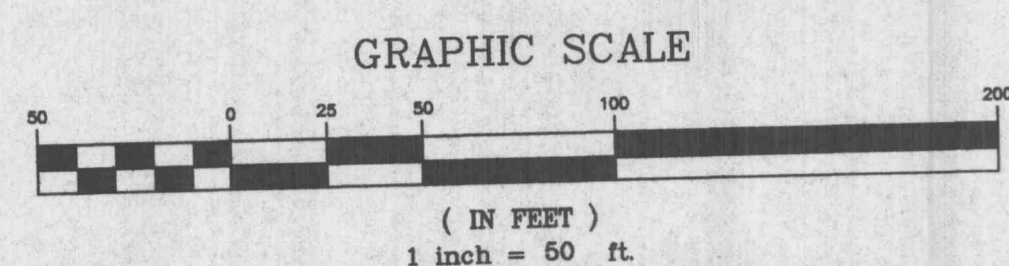 GRAPHIC SCALE
50 0 25 50 100 200
( IN FEET )
1 inch = 50 ft.